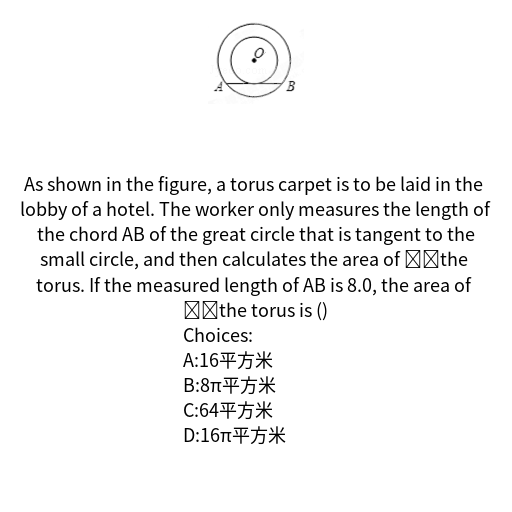 O
A B
As shown in the figure, a torus carpet is to be laid in the
lobby of a hotel. The worker only measures the length of
the chord AB of the great circle that is tangent to the
small circle, and then calculates the area of the
torus. If the measured length of AB is 8.0, the area of
the torus is ()
Choices:
A:16平方米
B:8π平方米
C:64平方米
D:16π平方米